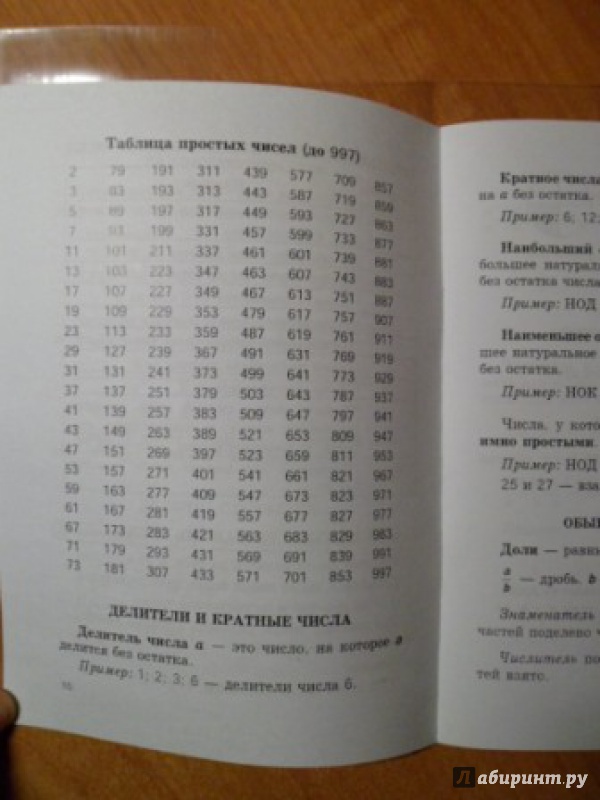 Таблица простых чисел (до 997)
2 79 191 311 439 577 709 857
3 83 193 313 443 587 719 859
5 89 197 317 449 593 727 863
7 97 199 331 457 599 733 877
11 101 211 337 461 601 739 881
13 103 223 347 463 607 743 883
17 107 227 349 467 613 751 887
19 109 229 353 479 617 757 907
23 113 233 359 487 619 761 911
29 127 239 367 491 631 769 919
31 131 241 373 499 641 773 929
37 137 251 379 503 643 787 937
41 139 257 383 509 647 797 941
43 149 263 389 521 653 809 947
47 151 269 397 523 659 811 953
53 157 271 401 541 661 821 967
59 163 277 409 547 673 823 971
61 167 281 419 557 677 827 977
67 173 283 421 563 683 829 983
71 179 293 431 569 691 839 991
73 181 307 433 571 701 853 997
ДЕЛИТЕЛИ И КРАТНЫЕ ЧИСЛА
Делитель числа a — это число, на которое a
делится без остатка.
Пример: 1; 2; 3; 6 — делители числа 6.
Кратное числа
на a без остатка.
Пример: 6; 12;
Наибольший
большее натураль
без остатка числа
Пример: НОД
Наименьшее о
шее натуральное
без остатка.
Пример: НОК
Числа, у кото
имно простыми.
Пример: НОД
25 и 27 — вза
ОБЫ
Доли — равны
a
b — дробь. b
Знаменатель
частей поделено ч
Числитель по
тей взято.
Лабиринт.ру